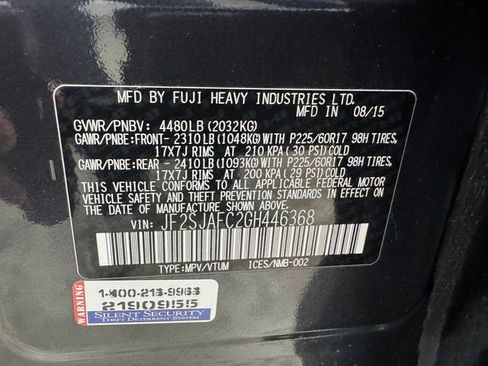 MFD BY FUJI HEAVY INDUSTRIES LTD.
MFD IN 08/15
GVWR/PNBV: 4480LB (2032KG)
GAWR/PNBE:FRONT-2310LB (1048KG)WITH P225/60R17 98H TIRES,
17X7J RIMS AT 210 KPA (30 PSI)COLD
GAWR/PNBE:REAR -2410LB (1093KG)WITH P225/60R17 98H TIRES,
17X7J RIMS AT 200 KPA (29 PSI)COLD
THIS VEHICLE CONFORMS TO ALL APPLICABLE FEDERAL MOTOR
VEHICLE SAFETY AND THEFT PREVENTION STANDARDS IN EFFECT
ON THE DATE OF MANUFACTURE SHOWN ABOVE.
VIN: JF2SJAFC2GH446368
TYPE:MPV/VTUM ICES/NMB-002
WARNING
1-800-213-9963
2190955
SILENT SECURITY
THEFT DETERRENT SYSTEM